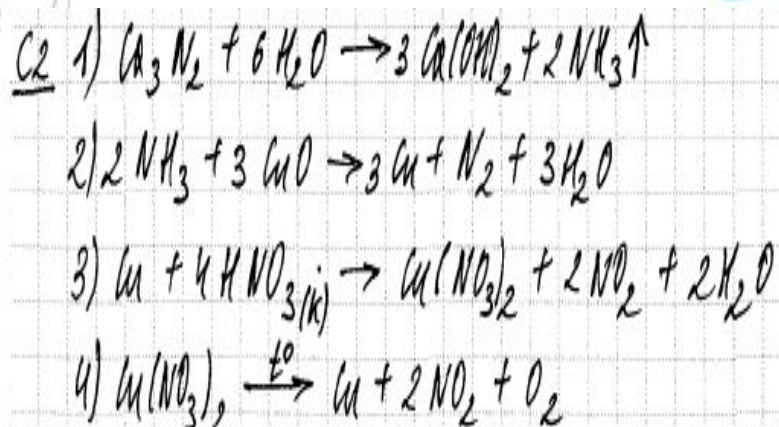 C2 1) Ca₃N₂ + 6H₂O → 3Ca(OH)₂ + 2NH₃↑
2) 2NH₃ + 3CuO → 3Cu + N₂ + 3H₂O
3) Cu + 4HNO₃(к) → Cu(NO₃)₂ + 2NO₂ + 2H₂O
4) Cu(NO₃)₂ t° → Cu + 2NO₂ + O₂